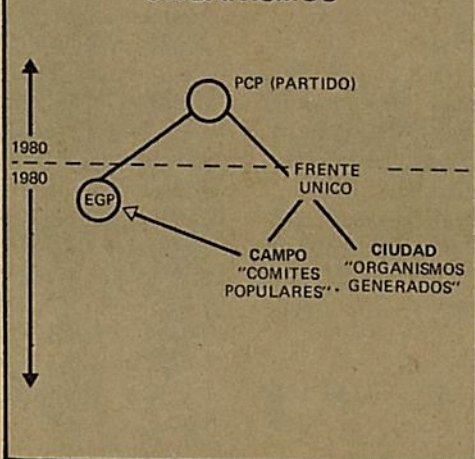 PCP (PARTIDO)
1980
1980
FRENTE
UNICO
EGP
CAMPO
"COMITES
POPULARES".
CIUDAD
"ORGANISMOS
GENERADOS"